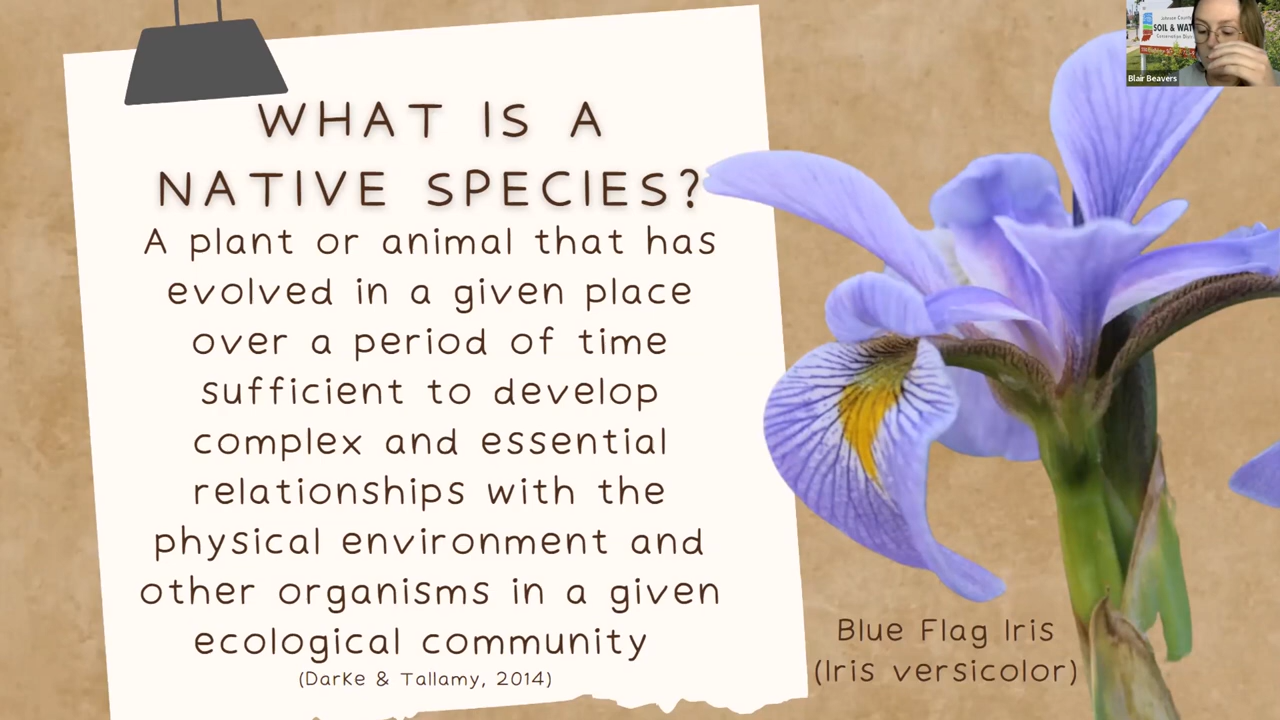 WHAT IS A
NATIVE SPECIES?
A plant or animal that has
evolved in a given place
over a period of time
sufficient to develop
complex and essential
relationships with the
physical environment and
other organisms in a given
ecological community
(Darke & Tallamy, 2014)
Blue Flag Iris
(Iris versicolor)
SOIL & WAT
Blair Beavers